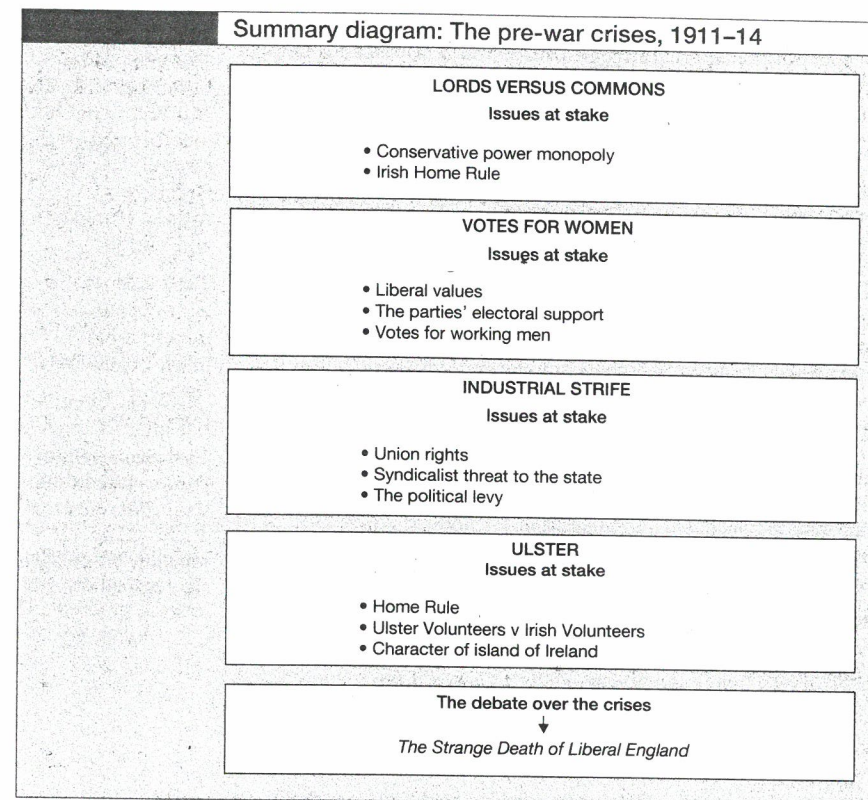 Summary diagram: The pre-war crises, 1911–14
LORDS VERSUS COMMONS
Issues at stake
• Conservative power monopoly
• Irish Home Rule
VOTES FOR WOMEN
Issues at stake
• Liberal values
• The parties' electoral support
• Votes for working men
INDUSTRIAL STRIFE
Issues at stake
• Union rights
• Syndicalist threat to the state
• The political levy
ULSTER
Issues at stake
• Home Rule
• Ulster Volunteers v Irish Volunteers
• Character of island of Ireland
The debate over the crises
↓
The Strange Death of Liberal England